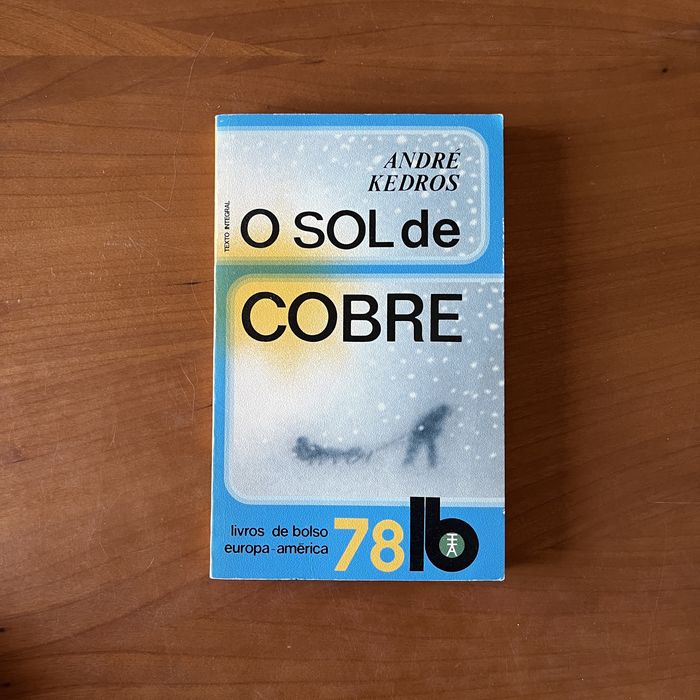 ANDRÉ
KEDROS
TEXTO INTEGRAL
O SOL de
COBRE
livros de bolso
europa-américa
78 lb